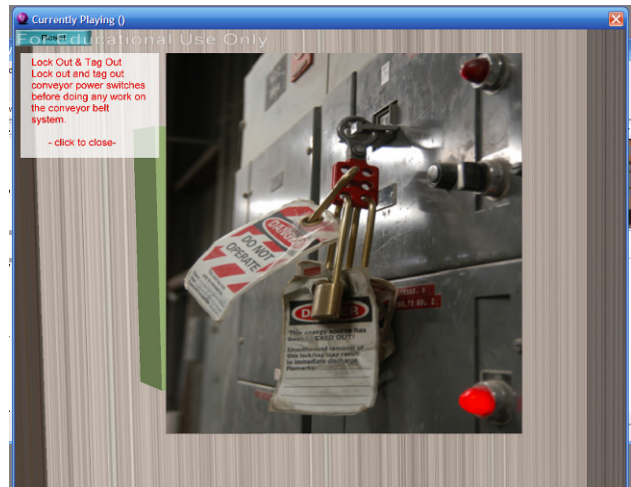 Currently Playing ()
Reset
For Educational Use Only
Lock Out & Tag Out
Lock out and tag out
conveyor power switches
before doing any work on
the conveyor belt
system.
- click to close-
DANGER
DO NOT
OPERATE
DANGER
This energy source has
been
OUT!
Unauthorized removal of
this lock/tag may result
in immediate discharge
Remarks: